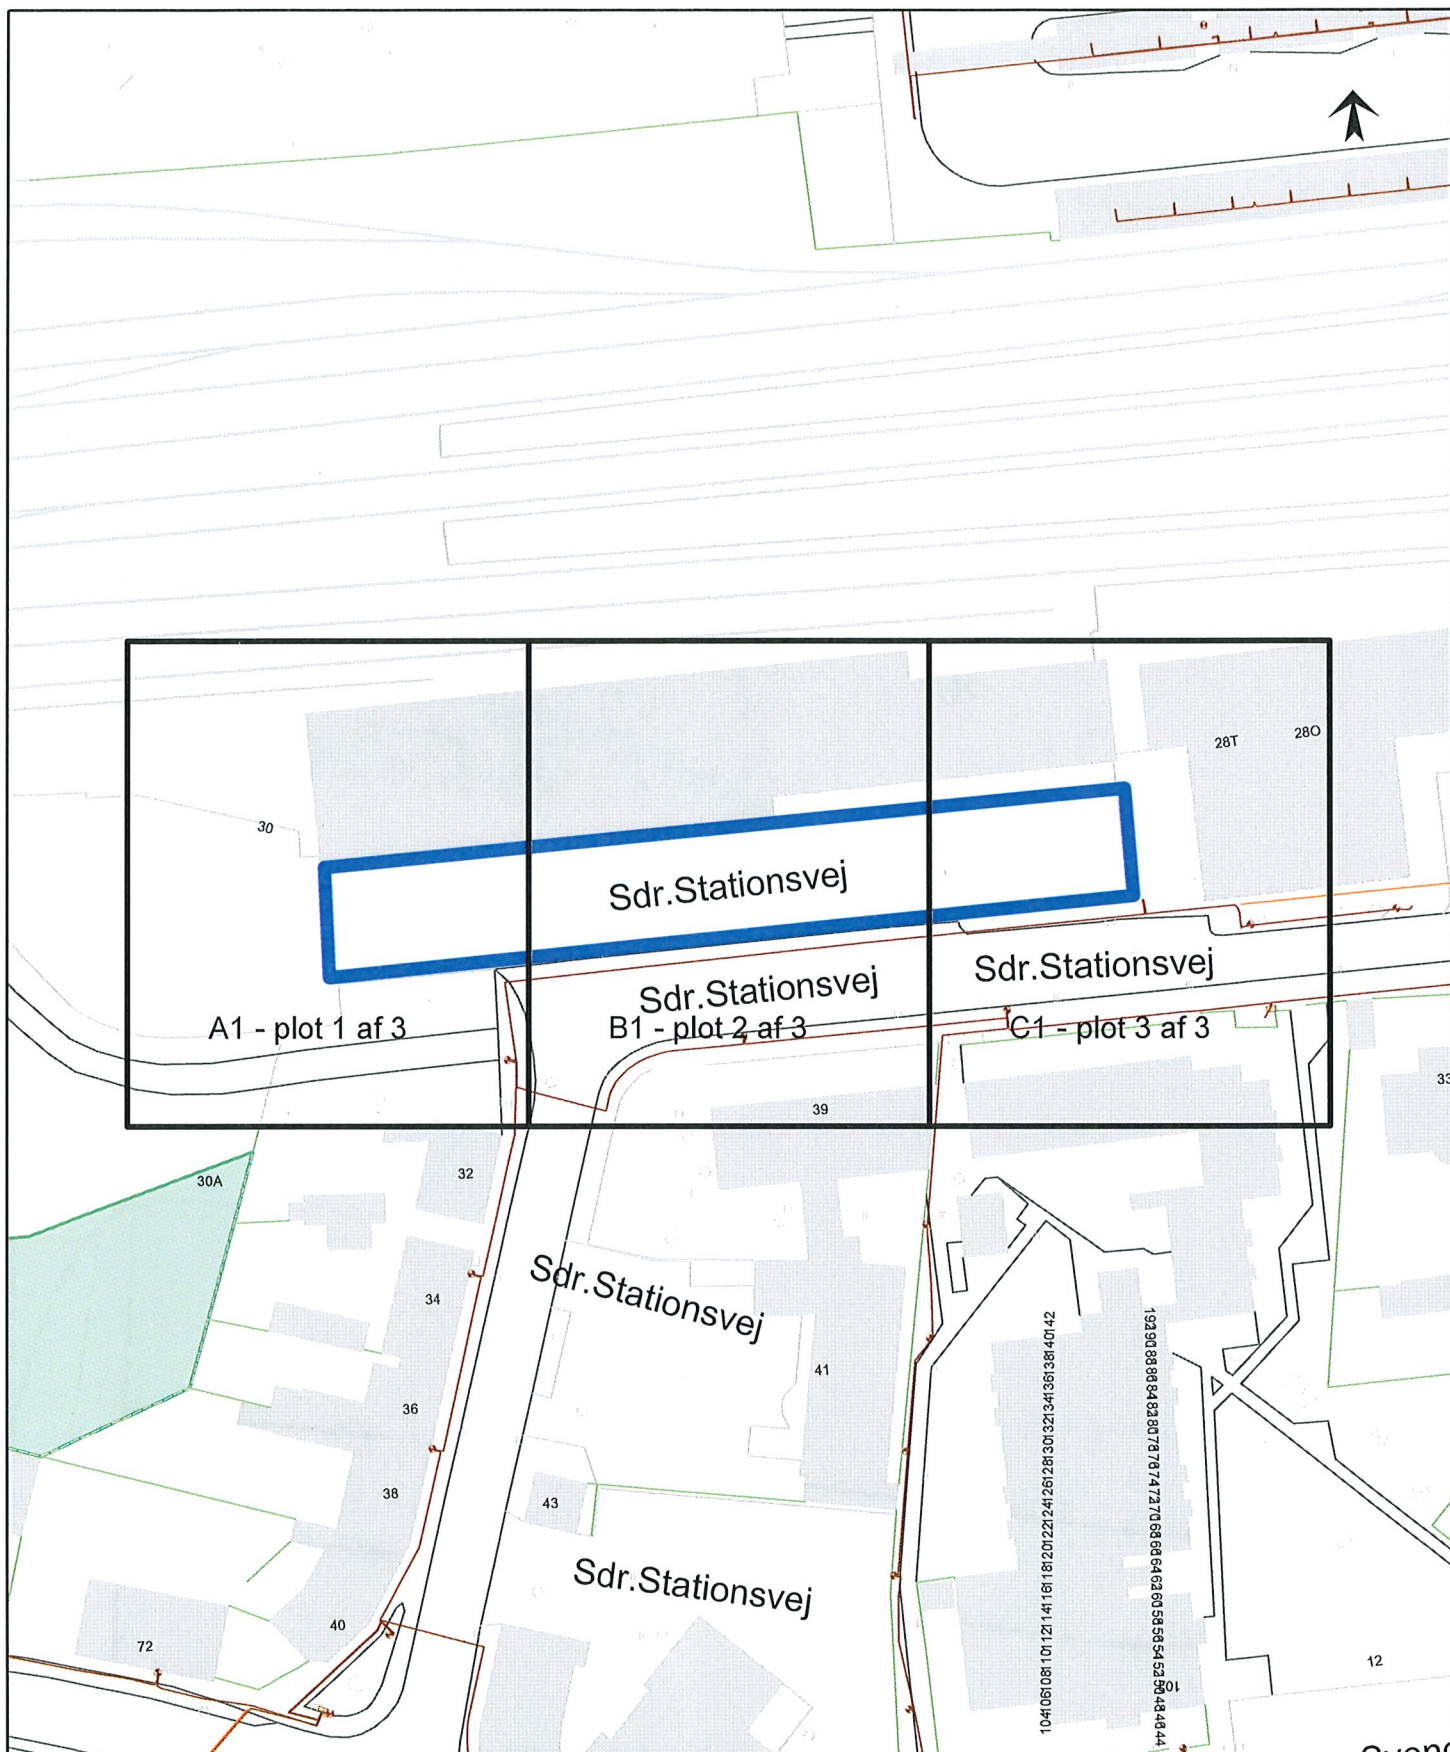 28T
28O
30
Sdr.Stationsvej
Sdr.Stationsvej
Sdr.Stationsvej
A1 - plot 1 af 3
B1 - plot 2 af 3
C1 - plot 3 af 3
39
33
32
30A
Sdr.Stationsvej
34
41
36
38
43
Sdr.Stationsvej
40
72
12